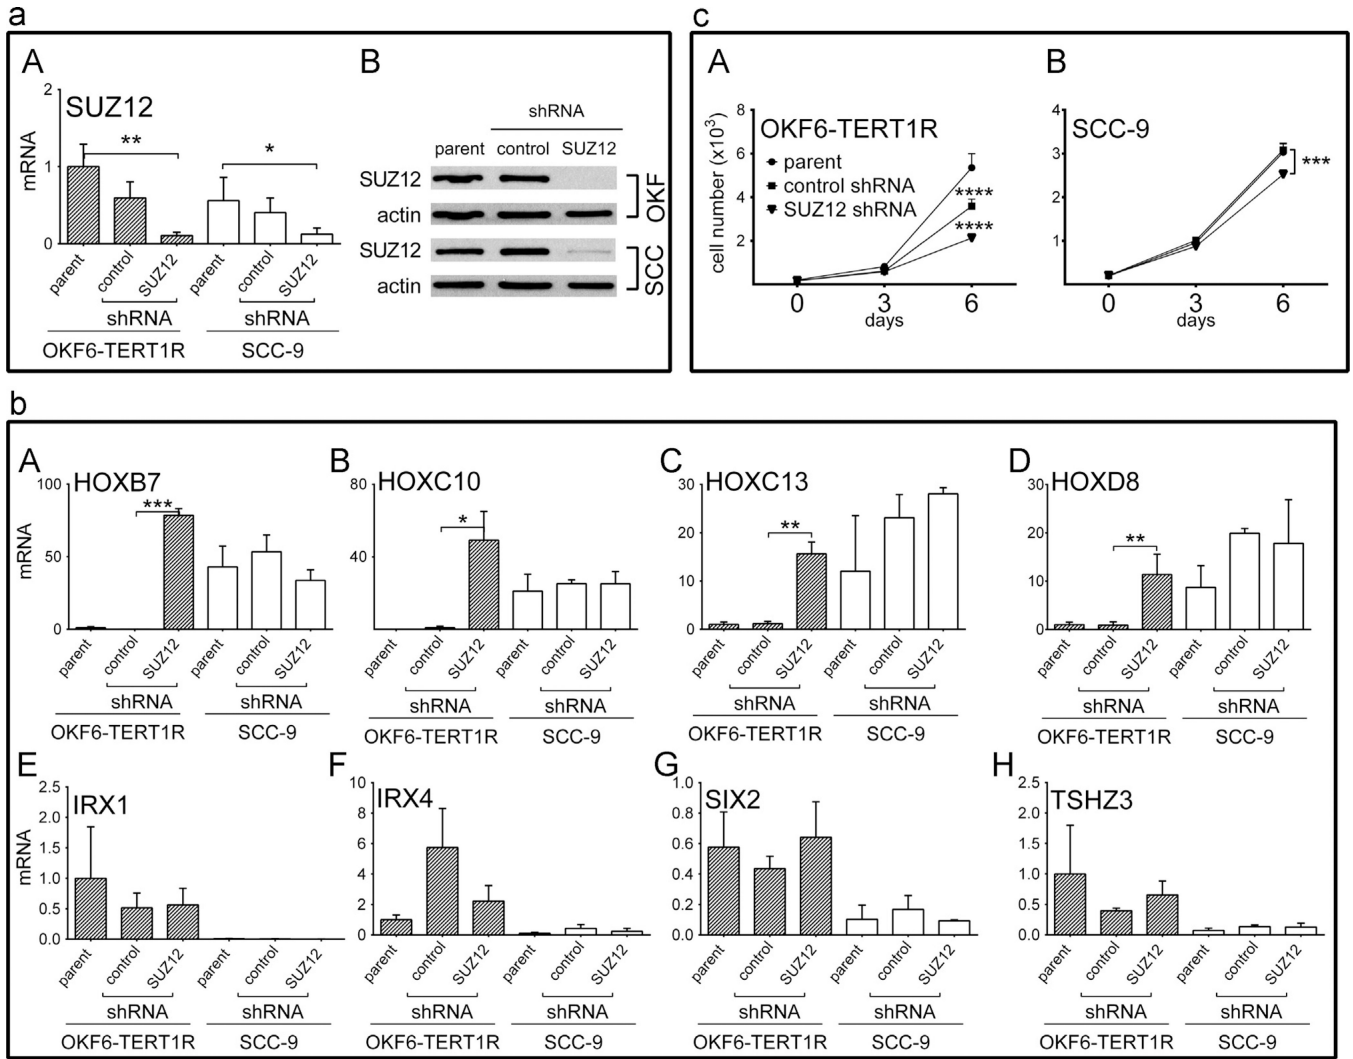 a
A
SUZ12
mRNA
2
1
0
**
*
parent
control
SUZ12
parent
control
SUZ12
shRNA
shRNA
OKF6-TERT1R
SCC-9
B
shRNA
parent control SUZ12
SUZ12
actin
OKF
SUZ12
actin
SCC
c
A
OKF6-TERT1R
cell number (x10³)
8
6
4
2
parent
control shRNA
SUZ12 shRNA
****
****
0 3 6
days
B
SCC-9
4
3
2
1
***
0 3 6
days
b
A
HOXB7
mRNA
100
50
0
***
parent
control
SUZ12
parent
control
SUZ12
shRNA
shRNA
OKF6-TERT1R
SCC-9
B
HOXC10
80
40
*
parent
control
SUZ12
parent
control
SUZ12
shRNA
shRNA
OKF6-TERT1R
SCC-9
C
HOXC13
30
20
10
0
**
parent
control
SUZ12
parent
control
SUZ12
shRNA
shRNA
OKF6-TERT1R
SCC-9
D
HOXD8
30
20
10
0
**
parent
control
SUZ12
parent
control
SUZ12
shRNA
shRNA
OKF6-TERT1R
SCC-9
E
IRX1
mRNA
2.5
2.0
1.5
1.0
0.5
0.0
parent
control
SUZ12
parent
control
SUZ12
shRNA
shRNA
OKF6-TERT1R
SCC-9
F
IRX4
10
8
6
4
2
0
parent
control
SUZ12
parent
control
SUZ12
shRNA
shRNA
OKF6-TERT1R
SCC-9
G
SIX2
1.0
0.8
0.6
0.4
0.2
0.0
parent
control
SUZ12
parent
control
SUZ12
shRNA
shRNA
OKF6-TERT1R
SCC-9
H
TSHZ3
2.5
2.0
1.5
1.0
0.5
0.0
parent
control
SUZ12
parent
control
SUZ12
shRNA
shRNA
OKF6-TERT1R
SCC-9